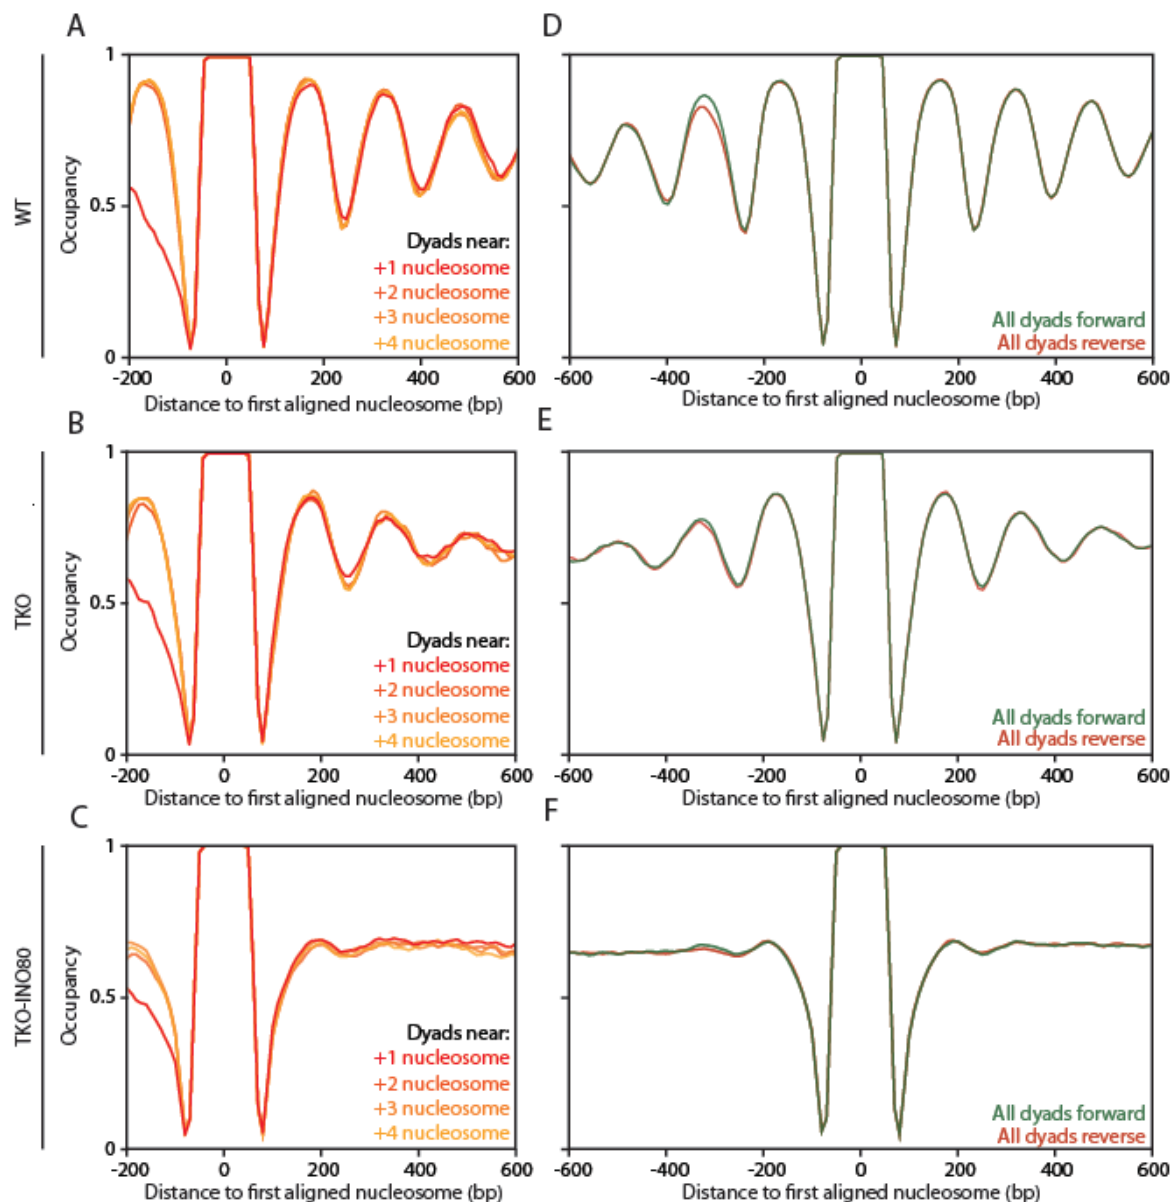 A
WT
Occupancy
1
0.5
0
Dyads near:
+1 nucleosome
+2 nucleosome
+3 nucleosome
+4 nucleosome
-200 0 200 400 600
Distance to first aligned nucleosome (bp)
D
All dyads forward
All dyads reverse
-600 -400 -200 0 200 400 600
Distance to first aligned nucleosome (bp)
B
TKO
Occupancy
1
0.5
0
Dyads near:
+1 nucleosome
+2 nucleosome
+3 nucleosome
+4 nucleosome
-200 0 200 400 600
Distance to first aligned nucleosome (bp)
E
All dyads forward
All dyads reverse
-600 -400 -200 0 200 400 600
Distance to first aligned nucleosome (bp)
C
TKO-INO80
Occupancy
1
0.5
0
Dyads near:
+1 nucleosome
+2 nucleosome
+3 nucleosome
+4 nucleosome
-200 0 200 400 600
Distance to first aligned nucleosome (bp)
F
All dyads forward
All dyads reverse
-600 -400 -200 0 200 400 600
Distance to first aligned nucleosome (bp)